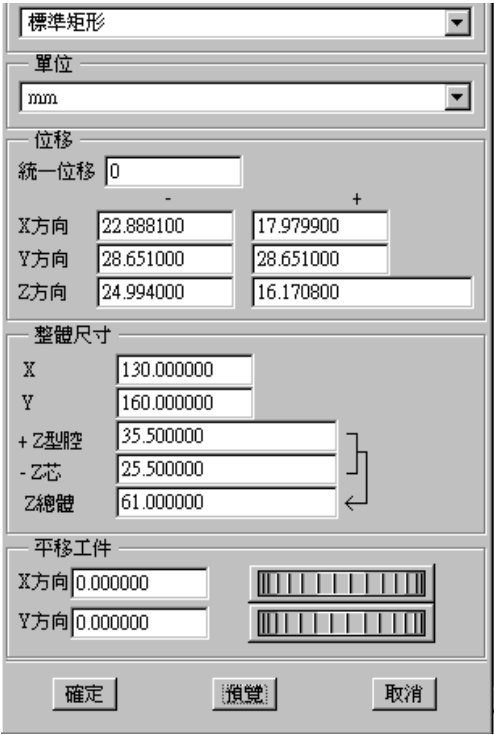 標準矩形
單位
mm
位移
統一位移 0
- +
X方向 22.888100 17.979900
Y方向 28.651000 28.651000
Z方向 24.994000 16.170800
整體尺寸
X 130.000000
Y 160.000000
+ Z型腔 35.500000
- Z芯 25.500000
Z總體 61.000000
平移工件
X方向 0.000000
Y方向 0.000000
確定 預覽 取消